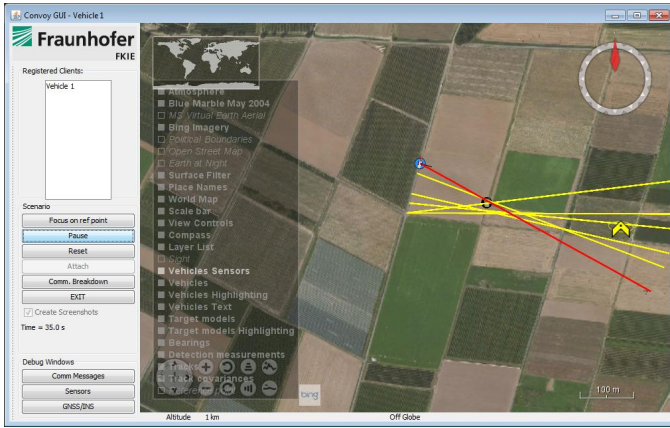 Convoy GUI - Vehicle 1
Fraunhofer
FKIE
Registered Clients:
Vehicle 1
Scenario
Focus on ref point
Pause
Reset
Attach
Comm. Breakdown
EXIT
Create Screenshots
Time = 35.0 s
Debug Windows
Comm Messages
Sensors
GNSS/INS
Atmosphere
Blue Marble May 2004
MS Virtual Earth Aerial
Bing Imagery
Political Boundaries
Open Street Map
Earth at Night
Surface Filter
Place Names
World Map
Scale bar
View Controls
Compass
Layer List
Sight
Vehicles Sensors
Vehicles
Vehicles Highlighting
Vehicles Text
Target models
Target models Highlighting
Bearings
Detection measurements
Tracks
Track covariances
bing
100 m
Altitude 1 km
Off Globe